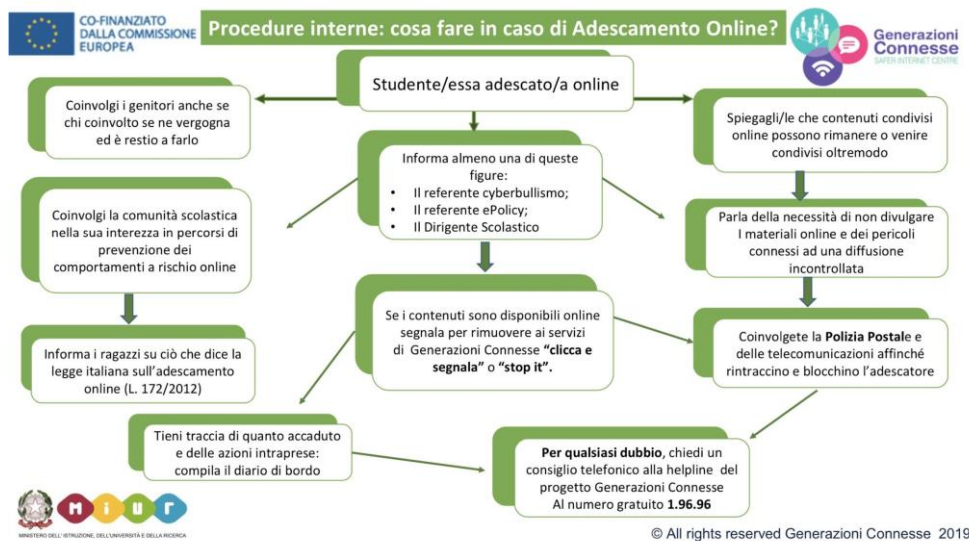 CO-FINANZIATO
DALLA COMMISSIONE
EUROPEA
Procedure interne: cosa fare in caso di Adescamento Online?
Generazioni
Connesse
SAFER INTERNET CENTRE
Studente/essa adescato/a online
Coinvolgi i genitori anche se
chi coinvolto se ne vergogna
ed è restio a farlo
Informa almeno una di queste
figure:
• Il referente cyberbullismo;
• Il referente ePolicy;
• Il Dirigente Scolastico
Spiegagli/le che contenuti condivisi
online possono rimanere o venire
condivisi oltremodo
Coinvolgi la comunità scolastica
nella sua interezza in percorsi di
prevenzione dei
comportamenti a rischio online
Parla della necessità di non divulgare
I materiali online e dei pericoli
connessi ad una diffusione
incontrollata
Informa i ragazzi su ciò che dice la
legge italiana sull'adescamento
online (L. 172/2012)
Se i contenuti sono disponibili online
segnala per rimuovere ai servizi
di Generazioni Connesse “clicca e
segnala” o “stop it”.
Coinvolgete la Polizia Postale e
delle telecomunicazioni affinché
rintraccino e blocchino l'adescatore
Tieni traccia di quanto accaduto
e delle azioni intraprese:
compila il diario di bordo
Per qualsiasi dubbio, chiedi un
consiglio telefonico alla helpline del
progetto Generazioni Connesse
Al numero gratuito 1.96.96
miur
MINISTERO DELL' ISTRUZIONE, DELL'UNIVERSITÀ E DELLA RICERCA
© All rights reserved Generazioni Connesse 2019